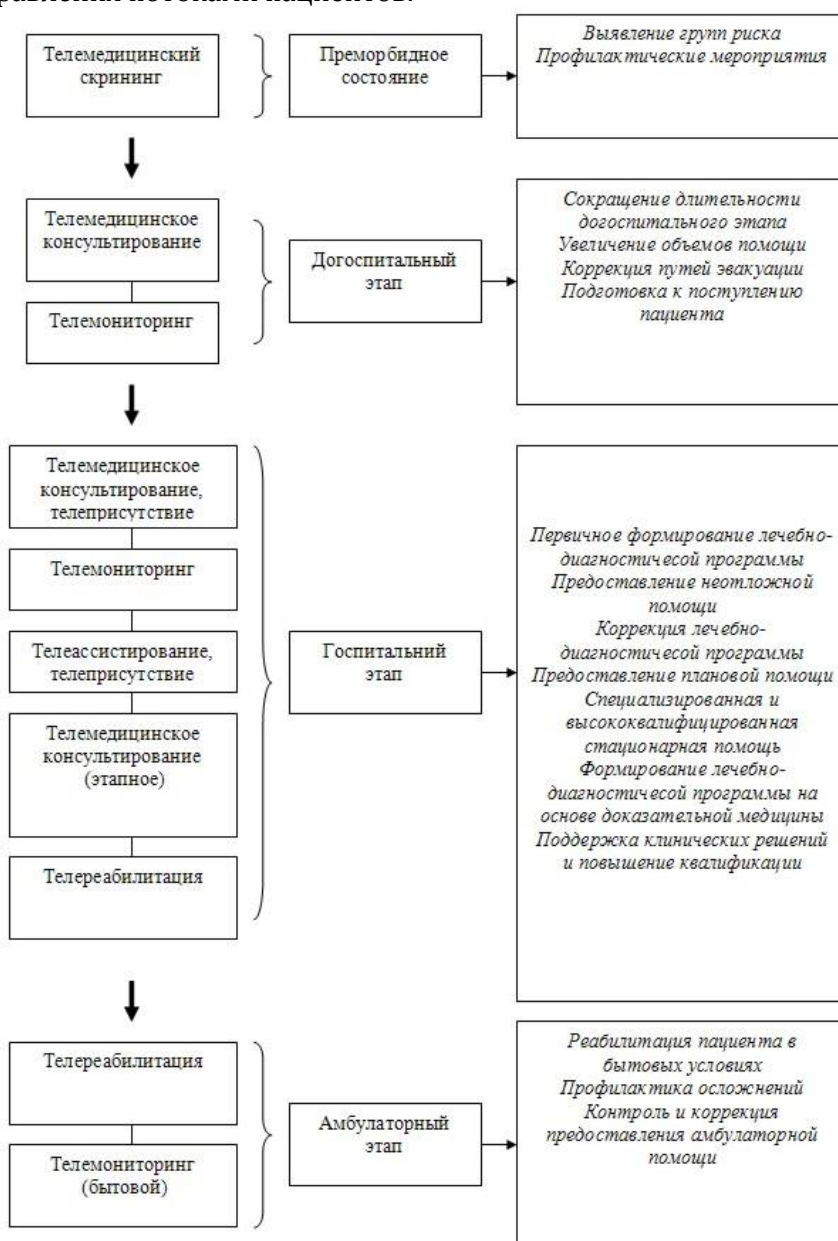 равлении потоками пациентов.
Телемедицинский
скрининг
Преморбидное
состояние
Выявление групп риска
Профилактические мероприятия
Телемедицинское
консультирование
Телемониторинг
Догоспитальный
этап
Сокращение длительности
догоспитального этапа
Увеличение объемов помощи
Коррекция путей эвакуации
Подготовка к поступлению
пациента
Телемедицинское
консультирование,
телеприсутствие
Телемониторинг
Телеассистирование,
телеприсутствие
Телемедицинское
консультирование
(этапное)
Телереабилитация
Госпитальний
этап
Первичное формирование лечебно-
диагностичесой программы
Предоставление неотложной
помощи
Коррекция лечебно-
диагностичесой программы
Предоставление плановой помощи
Специализированная и
высококвалифицированная
стационарная помощь
Формирование лечебно-
диагностичесой программы на
основе доказательной медицины
Поддержка клинических решений
и повышение квалификации
Телереабилитация
Телемониторинг
(бытовой)
Амбулаторный
этап
Реабилитация пациента в
бытовых условиях
Профилактика осложнений
Контроль и коррекция
предоставления амбулаторной
помощи